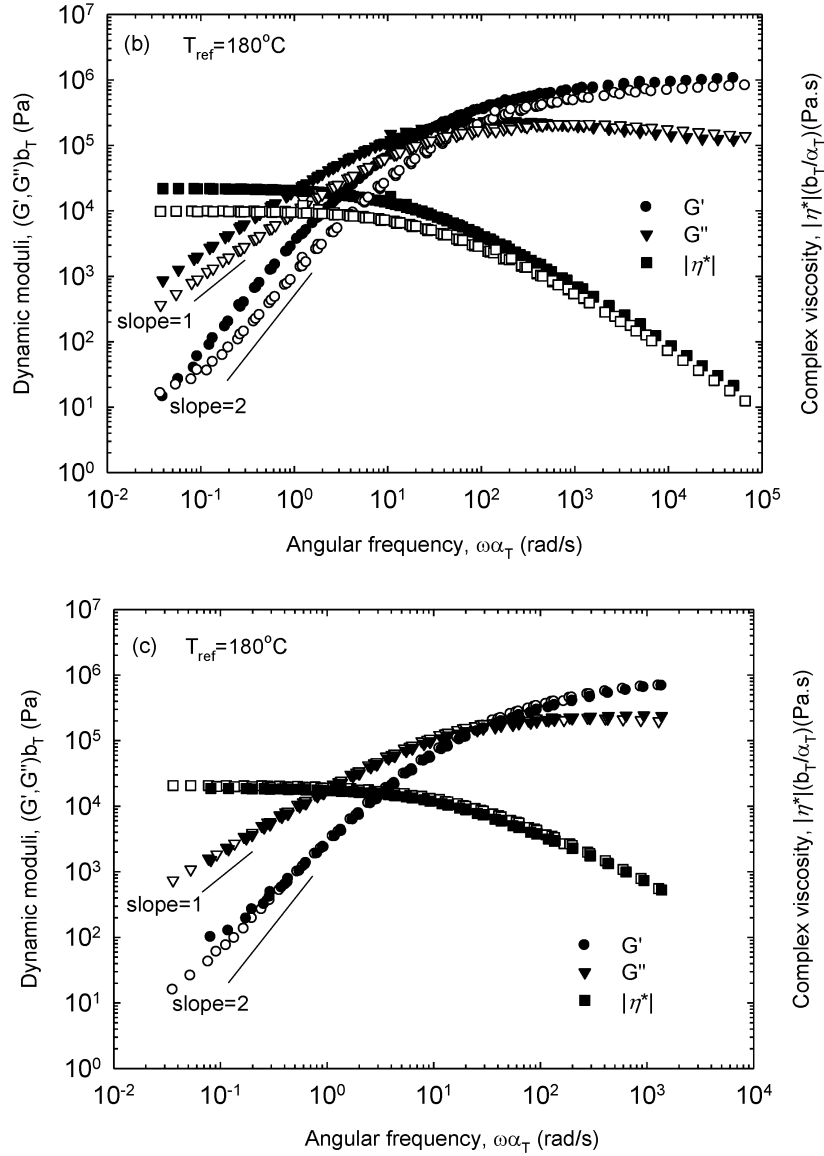 (b) T_ref=180°C
Dynamic moduli, (G',G'')b_T (Pa)
Complex viscosity, |η*|(b_T/α_T)(Pa.s)
10^7
10^6
10^5
10^4
10^3
10^2
10^1
10^0
G'
G''
|η*|
slope=1
slope=2
10^-2 10^-1 10^0 10^1 10^2 10^3 10^4 10^5
Angular frequency, ωα_T (rad/s)
(c) T_ref=180°C
Dynamic moduli, (G',G'')b_T (Pa)
Complex viscosity, |η*|(b_T/α_T)(Pa.s)
10^7
10^6
10^5
10^4
10^3
10^2
10^1
10^0
slope=1
G'
G''
slope=2
|η*|
10^-2 10^-1 10^0 10^1 10^2 10^3 10^4
Angular frequency, ωα_T (rad/s)